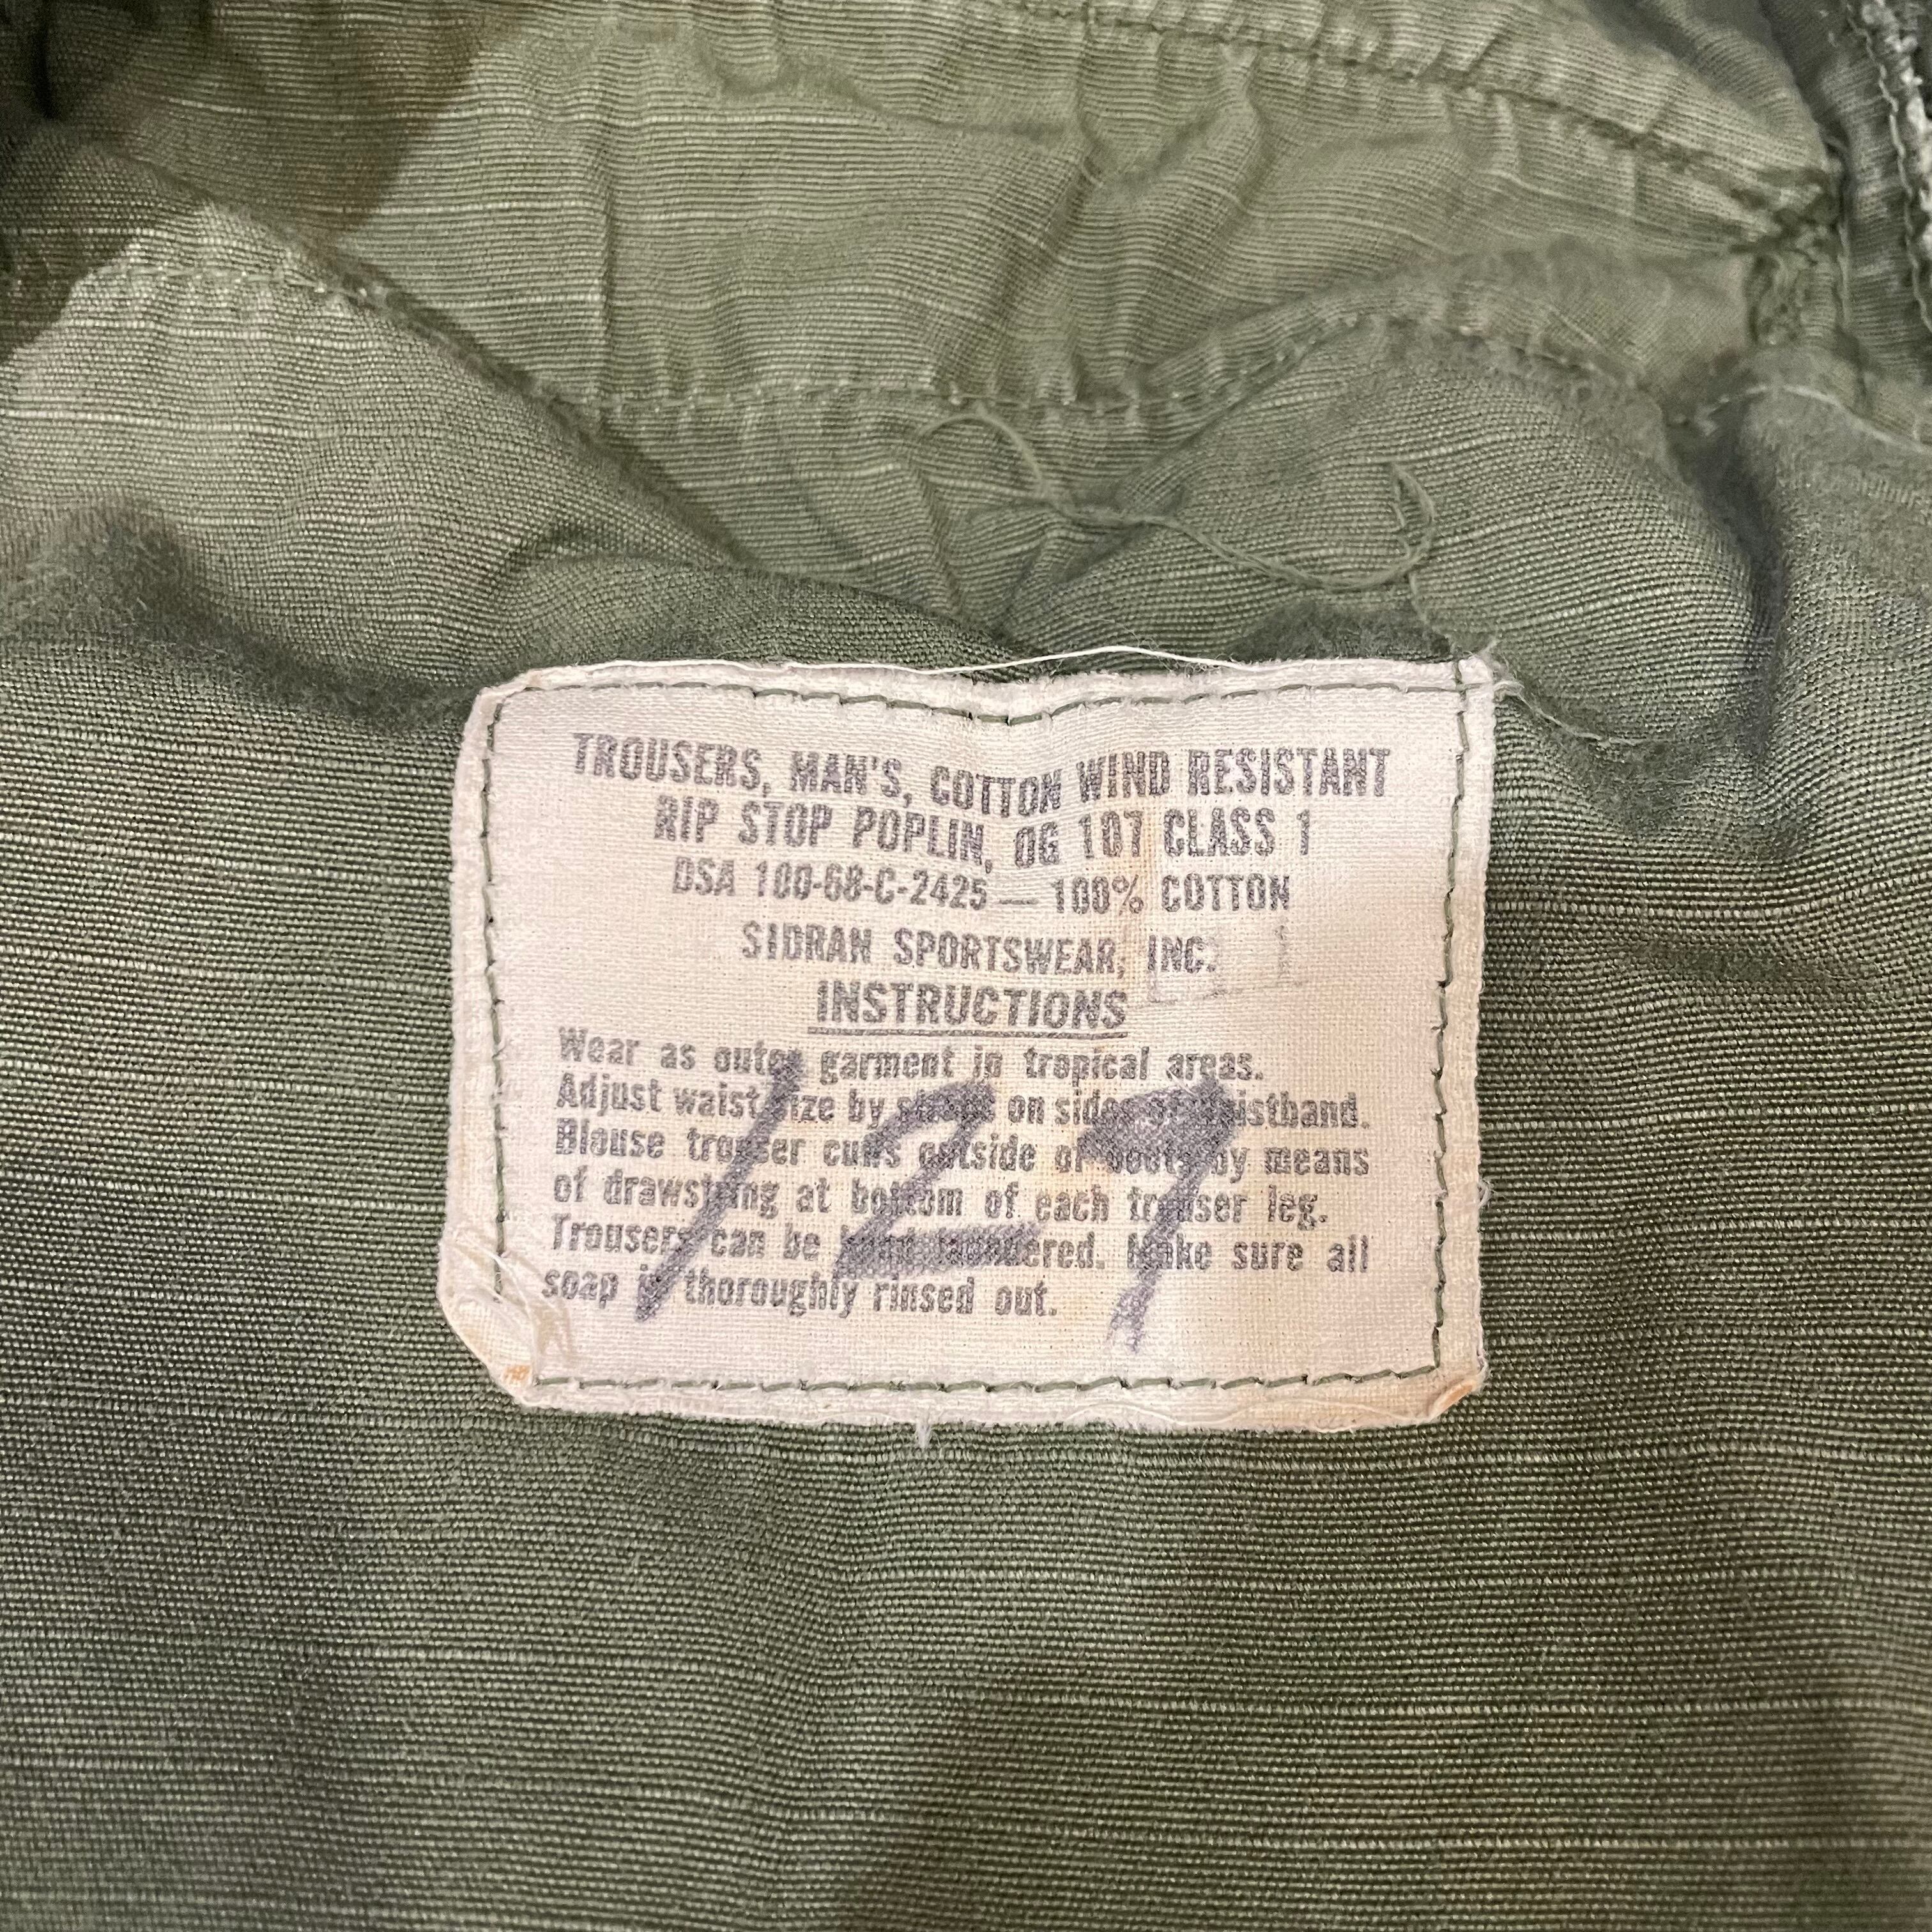 TROUSERS, MAN'S, COTTON WIND RESISTANT
RIP STOP POPLIN, OG 107 CLASS 1
DSA 100-68-C-2425 — 100% COTTON
SIDRAN SPORTSWEAR, INC.
INSTRUCTIONS
Wear as outer garment in tropical areas.
Adjust waist size by straps on sides of waistband.
Blouse trouser cuffs outside of boots by means
of drawstring at bottom of each trouser leg.
Trousers can be hand laundered. Make sure all
soap is thoroughly rinsed out.
129